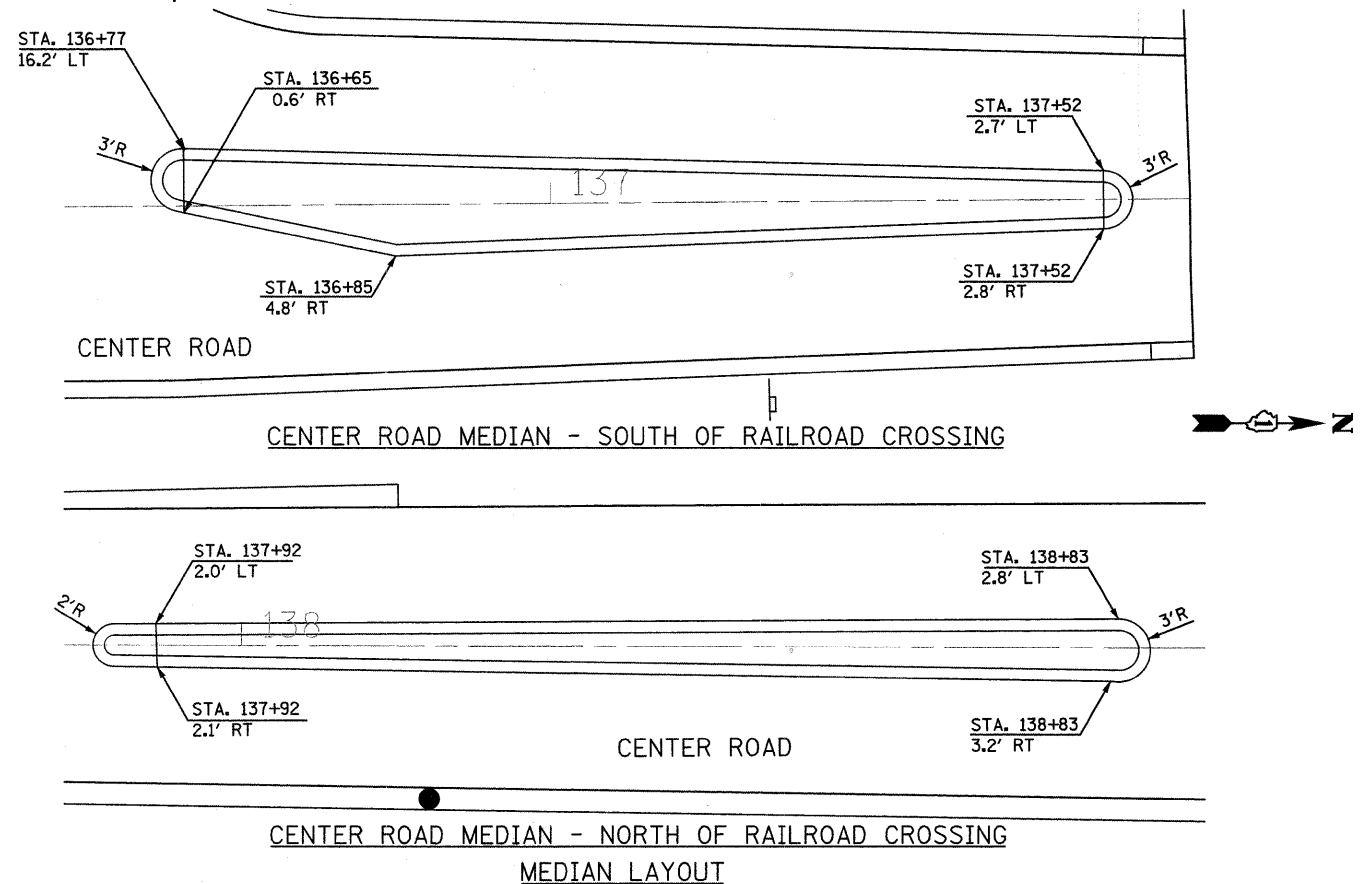 STA. 136+77
16.2' LT
STA. 136+65
0.6' RT
STA. 137+52
2.7' LT
3'R
3'R
137
STA. 136+85
4.8' RT
STA. 137+52
2.8' RT
CENTER ROAD
CENTER ROAD MEDIAN - SOUTH OF RAILROAD CROSSING
N
STA. 137+92
2.0' LT
STA. 138+83
2.8' LT
2'R
138
3'R
STA. 137+92
2.1' RT
STA. 138+83
3.2' RT
CENTER ROAD
CENTER ROAD MEDIAN - NORTH OF RAILROAD CROSSING
MEDIAN LAYOUT